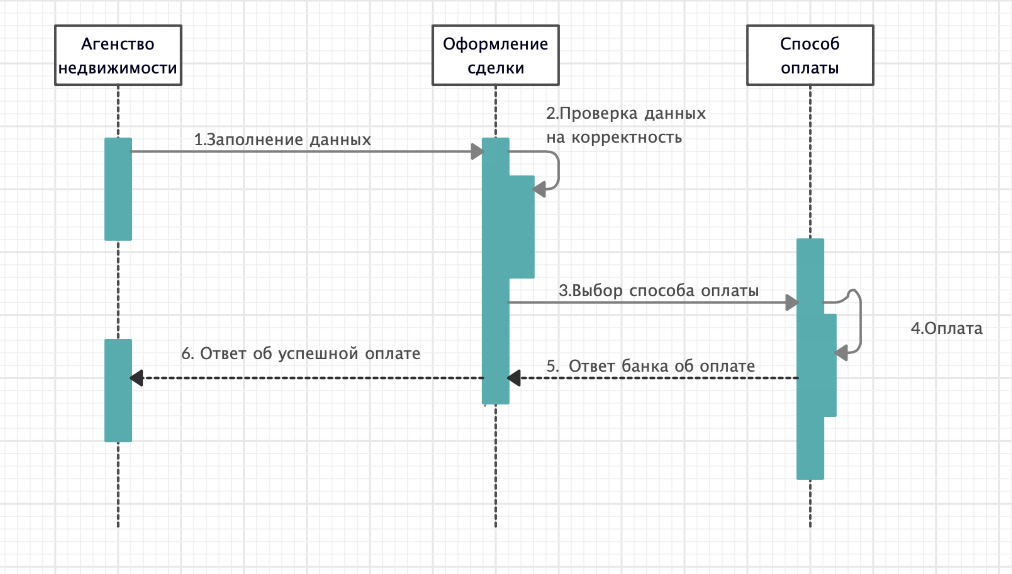 Агенство
недвижимости
Оформление
сделки
Способ
оплаты
2.Проверка данных
на корректность
1.Заполнение данных
3.Выбор способа оплаты
4.Оплата
6. Ответ об успешной оплате
5. Ответ банка об оплате